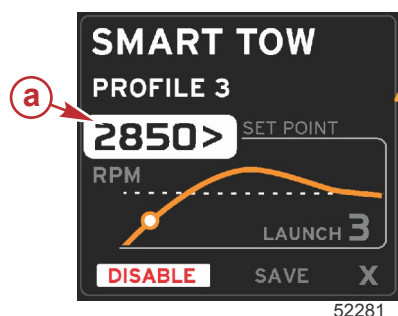 SMART TOW
PROFILE 3
a
2850> SET POINT
RPM
LAUNCH 3
DISABLE SAVE X
52281